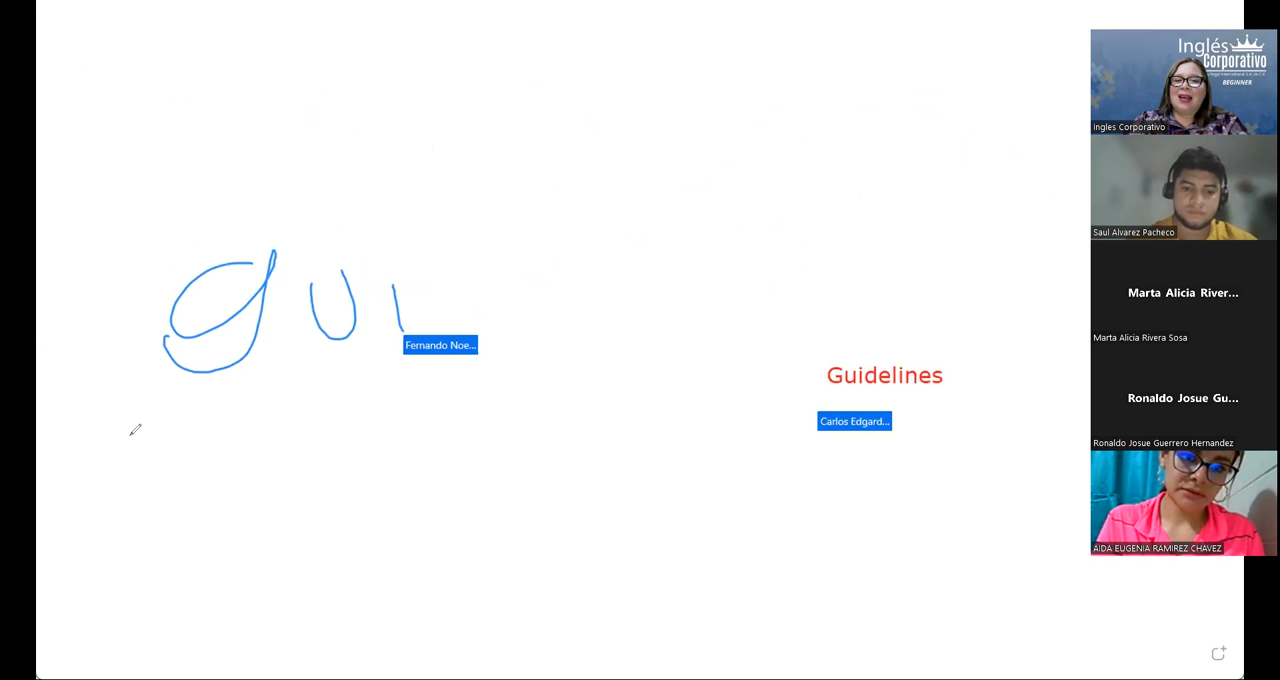 gui
Fernando Noe...
Guidelines
Carlos Edgard...
Inglés
Corporativo
BEGINNER
Ingles Corporativo
Saul Alvarez Pacheco
Marta Alicia River...
Marta Alicia Rivera Sosa
Ronaldo Josue Gu...
Ronaldo Josue Guerrero Hernandez
AIDA EUGENIA RAMIREZ CHAVEZ